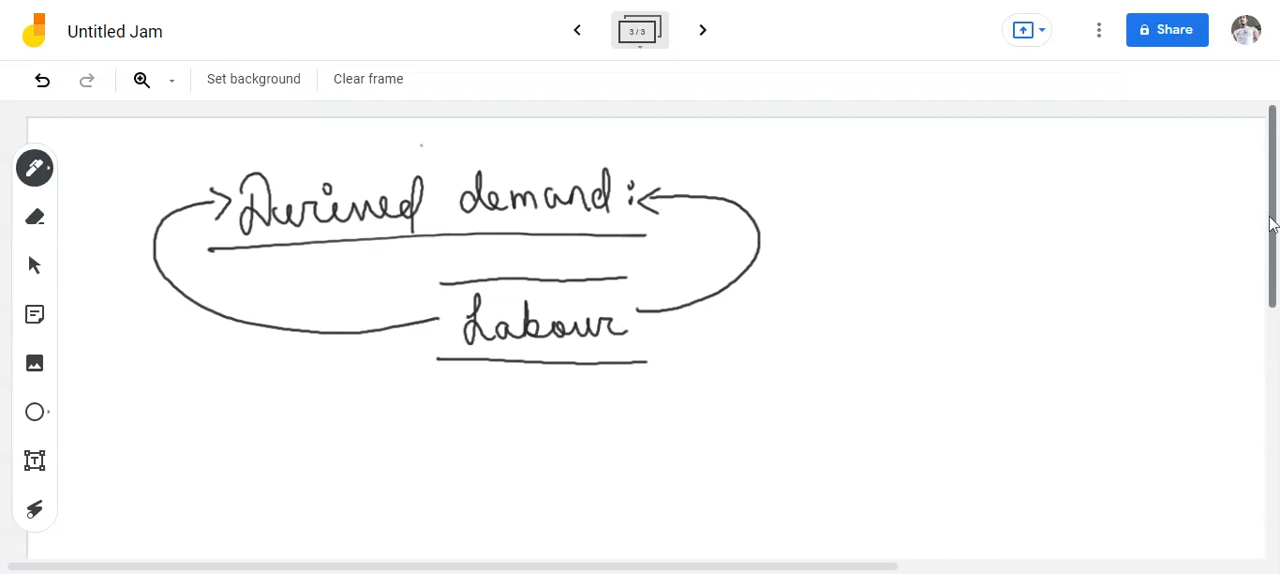 Untitled Jam
3 / 3
Share
Set background
Clear frame
Derived demand:
Labour